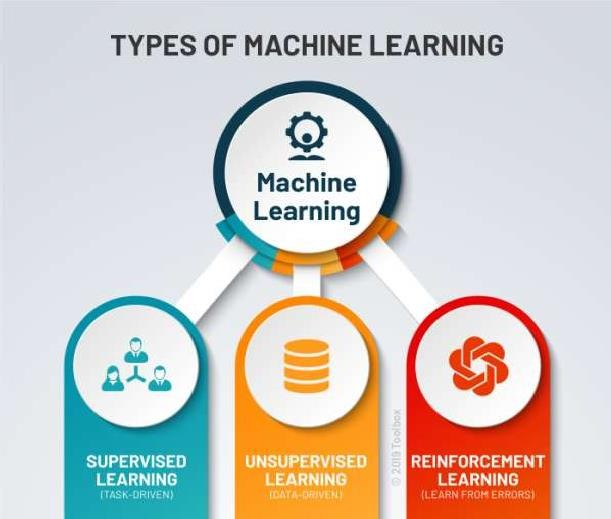 TYPES OF MACHINE LEARNING
Machine
Learning
SUPERVISED
LEARNING
(TASK-DRIVEN)
UNSUPERVISED
LEARNING
(DATA-DRIVEN)
REINFORCEMENT
LEARNING
(LEARN FROM ERRORS)
© 2019 Toolbox